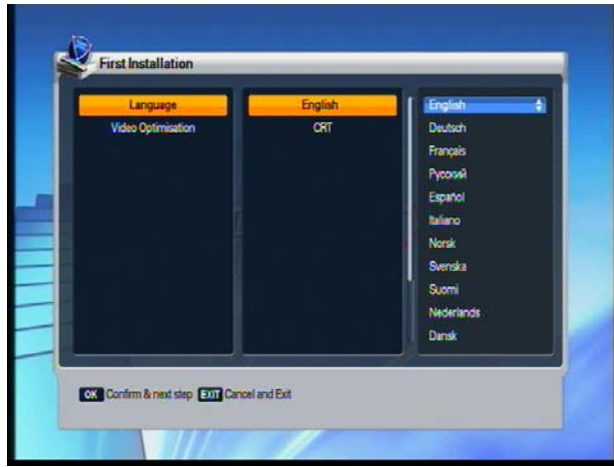 First Installation
Language
English
English
Video Optimisation
CRT
Deutsch
Français
Русский
Español
Italiano
Norsk
Svenska
Suomi
Nederlands
Dansk
OK Confirm & next step EXIT Cancel and Exit